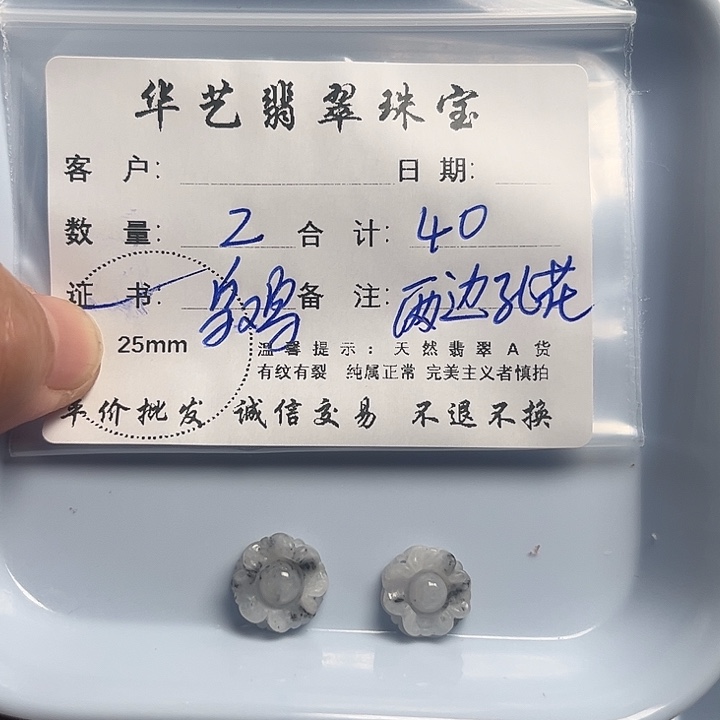 华艺翡翠珠宝
客 户： 日 期：
数 量：2 合 计：40
证 书： 备 注：两边孔花
25mm
温馨提示：天然翡翠A货
有纹有裂 纯属正常 完美主义者慎拍
平价批发 诚信交易 不退不换